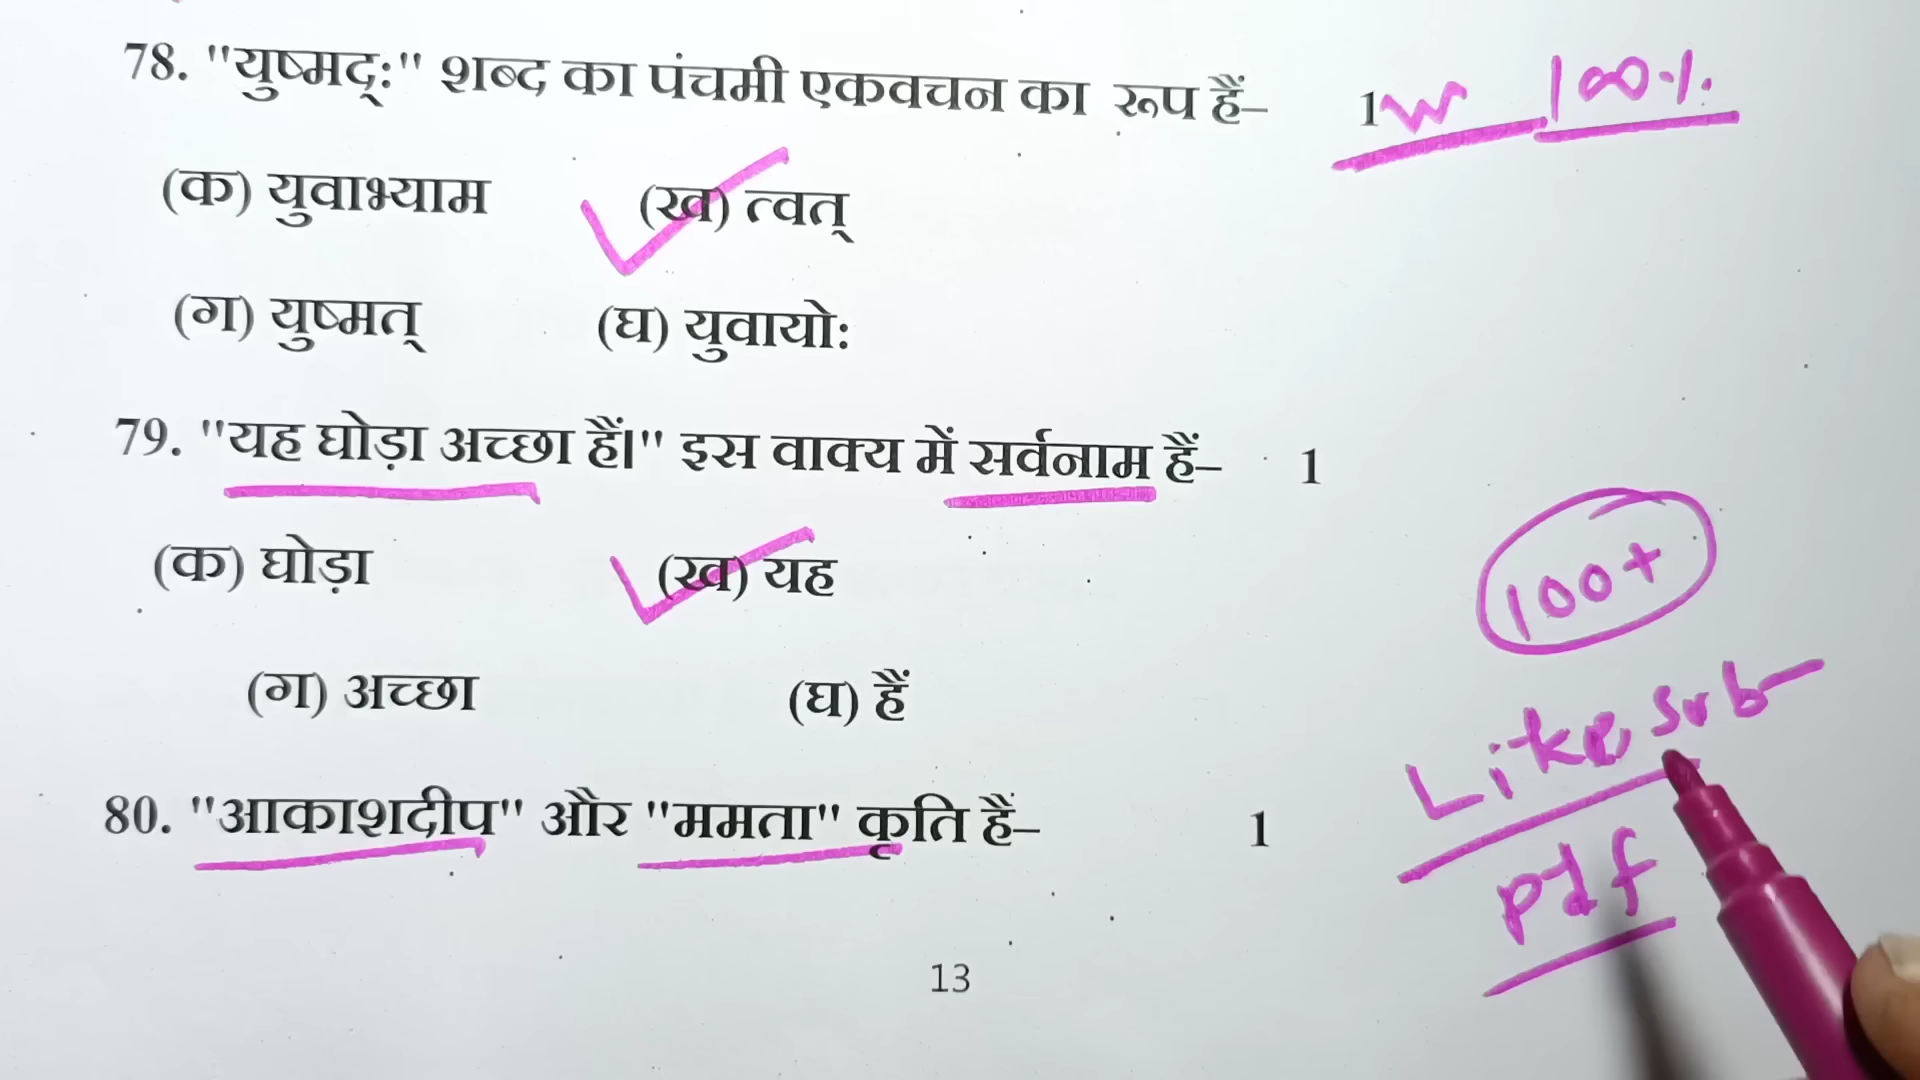 78. "युष्मद्ः" शब्द का पंचमी एकवचन का रूप हैं– 1 100%
(क) युवाभ्याम (ख) त्वत्
(ग) युष्मत् (घ) युवायोः
79. "यह घोड़ा अच्छा हैं।" इस वाक्य में सर्वनाम हैं– 1
(क) घोड़ा (ख) यह
100+
(ग) अच्छा (घ) हैं
Like sub
80. "आकाशदीप" और "ममता" कृति हैं– 1
pdf
13